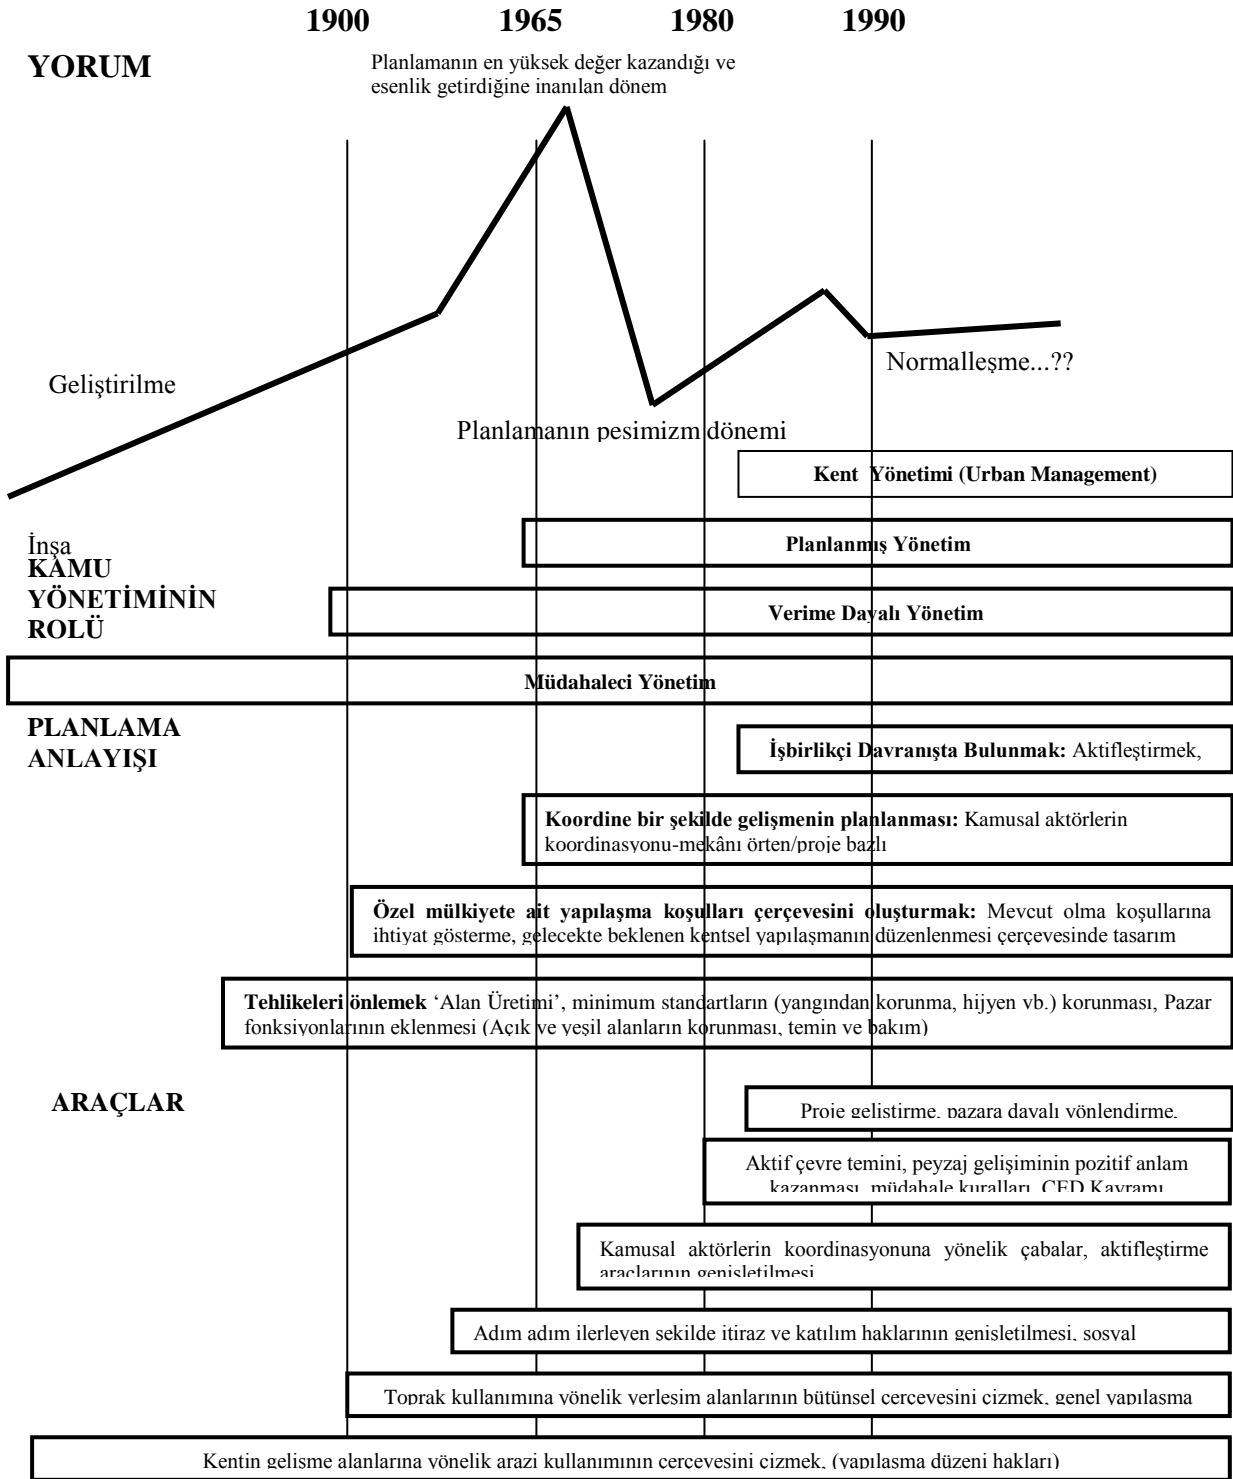 1900 1965 1980 1990
YORUM
Planlamanın en yüksek değer kazandığı ve
esenlik getirdiğine inanılan dönem
Geliştirilme
Normalleşme...??
Planlamanın pesimizm dönemi
Kent Yönetimi (Urban Management)
İnşa
Planlanmış Yönetim
KAMU
YÖNETİMİNİN
ROLÜ
Verime Dayalı Yönetim
Müdahaleci Yönetim
PLANLAMA
ANLAYIŞI
İşbirlikçi Davranışta Bulunmak: Aktifleştirmek,
Koordine bir şekilde gelişmenin planlanması: Kamusal aktörlerin
koordinasyonu-mekânı örten/proje bazlı
Özel mülkiyete ait yapılaşma koşulları çerçevesini oluşturmak: Mevcut olma koşullarına
ihtiyat gösterme, gelecekte beklenen kentsel yapılaşmanın düzenlenmesi çerçevesinde tasarım
Tehlikeleri önlemek ‘Alan Üretimi’, minimum standartların (yangından korunma, hijyen vb.) korunması, Pazar
fonksiyonlarının eklenmesi (Açık ve yeşil alanların korunması, temin ve bakım)
ARAÇLAR
Proje geliştirme, pazara dayalı yönlendirme,
Aktif çevre temini, peyzaj gelişiminin pozitif anlam
kazanması, müdahale kuralları, ÇED Kavramı
Kamusal aktörlerin koordinasyonuna yönelik çabalar, aktifleştirme
araçlarının genişletilmesi
Adım adım ilerleyen şekilde itiraz ve katılım haklarının genişletilmesi, sosyal
Toprak kullanımına yönelik yerleşim alanlarının bütünsel çerçevesini çizmek, genel yapılaşma
Kentin gelişme alanlarına yönelik arazi kullanımının çerçevesini çizmek, (yapılaşma düzeni hakları)